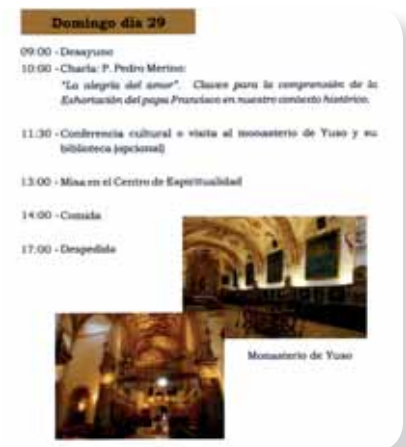 Domingo día 29
09:00 - Desayuno
10:00 - Charla: P. Pedro Merino:
"La alegría del amor". Claves para la comprensión de la
Exhortación del papa Francisco en nuestro contexto histórico.
11:30 - Conferencia cultural o visita al monasterio de Yuso y su
biblioteca (opcional)
13:00 - Misa en el Centro de Espiritualidad
14:00 - Comida
17:00 - Despedida
Monasterio de Yuso